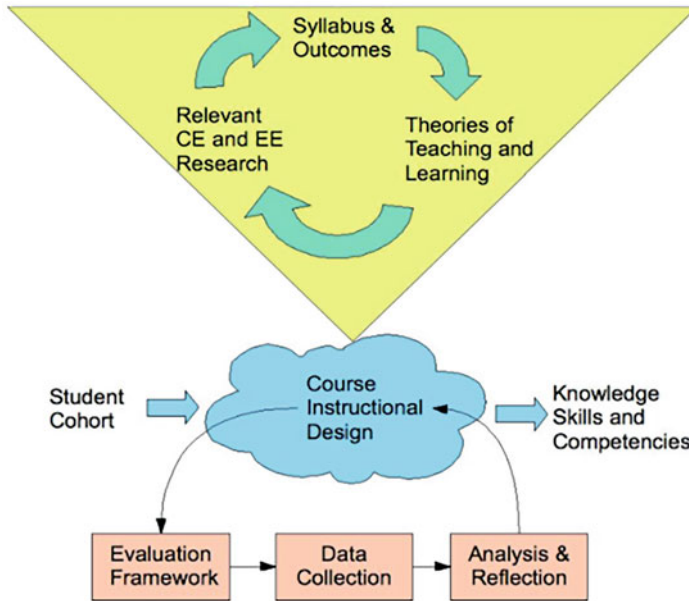 Syllabus &
Outcomes
Relevant
CE and EE
Research
Theories of
Teaching and
Learning
Student
Cohort
Course
Instructional
Design
Knowledge
Skills and
Competencies
Evaluation
Framework
Data
Collection
Analysis &
Reflection